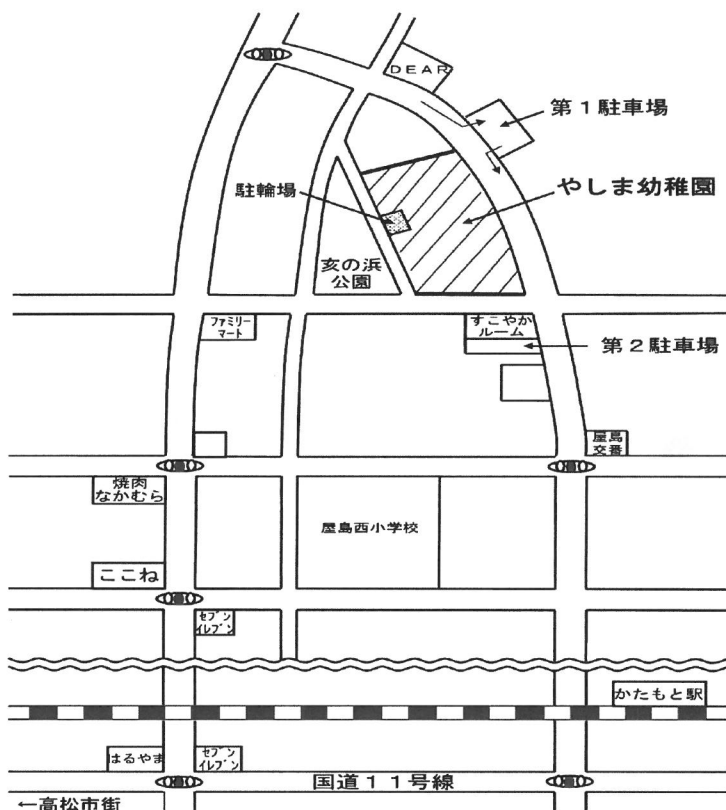 DEAR
第1駐車場
やしま幼稚園
駐輪場
亥の浜
公園
ファミリー
マート
すこやか
ルーム
第2駐車場
屋島
交番
焼肉
なかむら
屋島西小学校
ここね
セブン
イレブン
かたもと駅
はるやま
セブン
イレブン
国道11号線
←高松市街